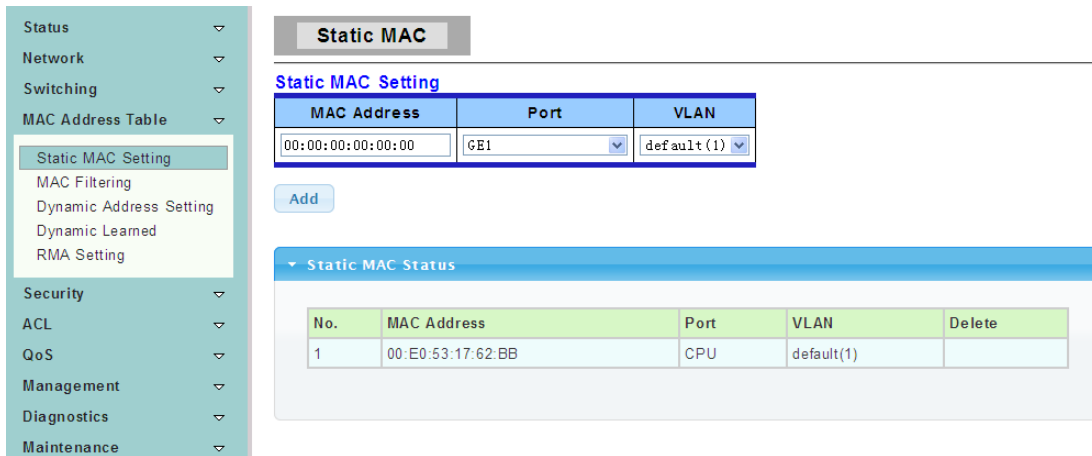 Status
Network
Switching
MAC Address Table
Static MAC Setting
MAC Filtering
Dynamic Address Setting
Dynamic Learned
RMA Setting
Security
ACL
QoS
Management
Diagnostics
Maintenance
Static MAC
Static MAC Setting
MAC Address Port VLAN
00:00:00:00:00:00 GE1 default(1)
Add
Static MAC Status
No. MAC Address Port VLAN Delete
1 00:E0:53:17:62:BB CPU default(1)